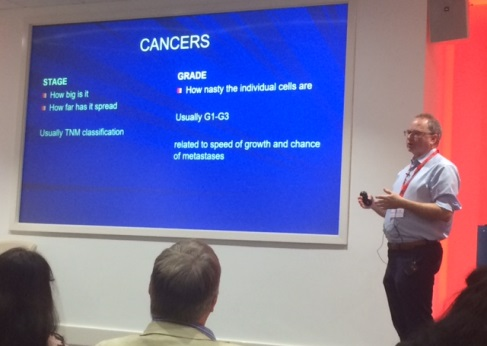 CANCERS
STAGE
How big is it
How far has it spread
Usually TNM classification
GRADE
How nasty the individual cells are
Usually G1-G3
related to speed of growth and chance
of metastases